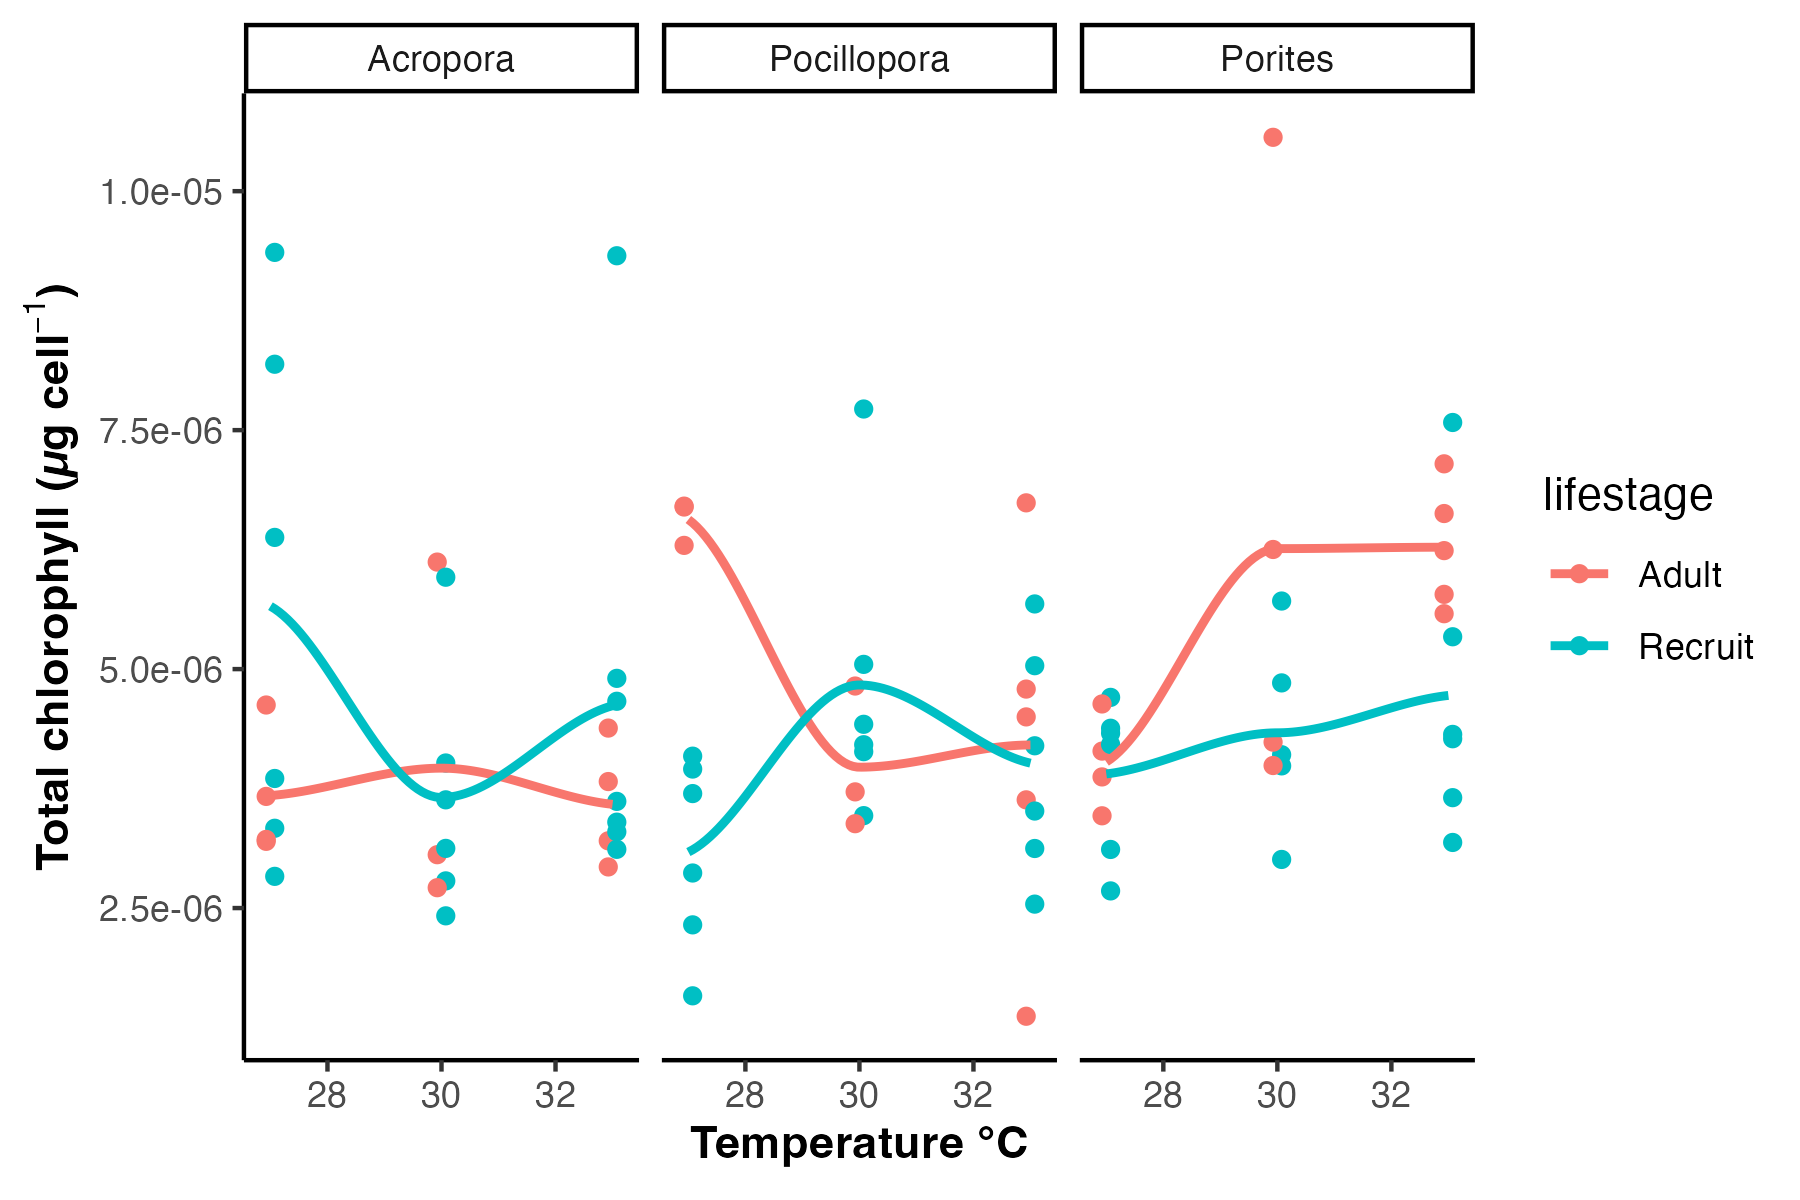 Acropora
Pocillopora
Porites
1.0e-05
7.5e-06
5.0e-06
2.5e-06
Total chlorophyll (µg cell⁻¹)
28 30 32
28 30 32
28 30 32
Temperature °C
lifestage
Adult
Recruit